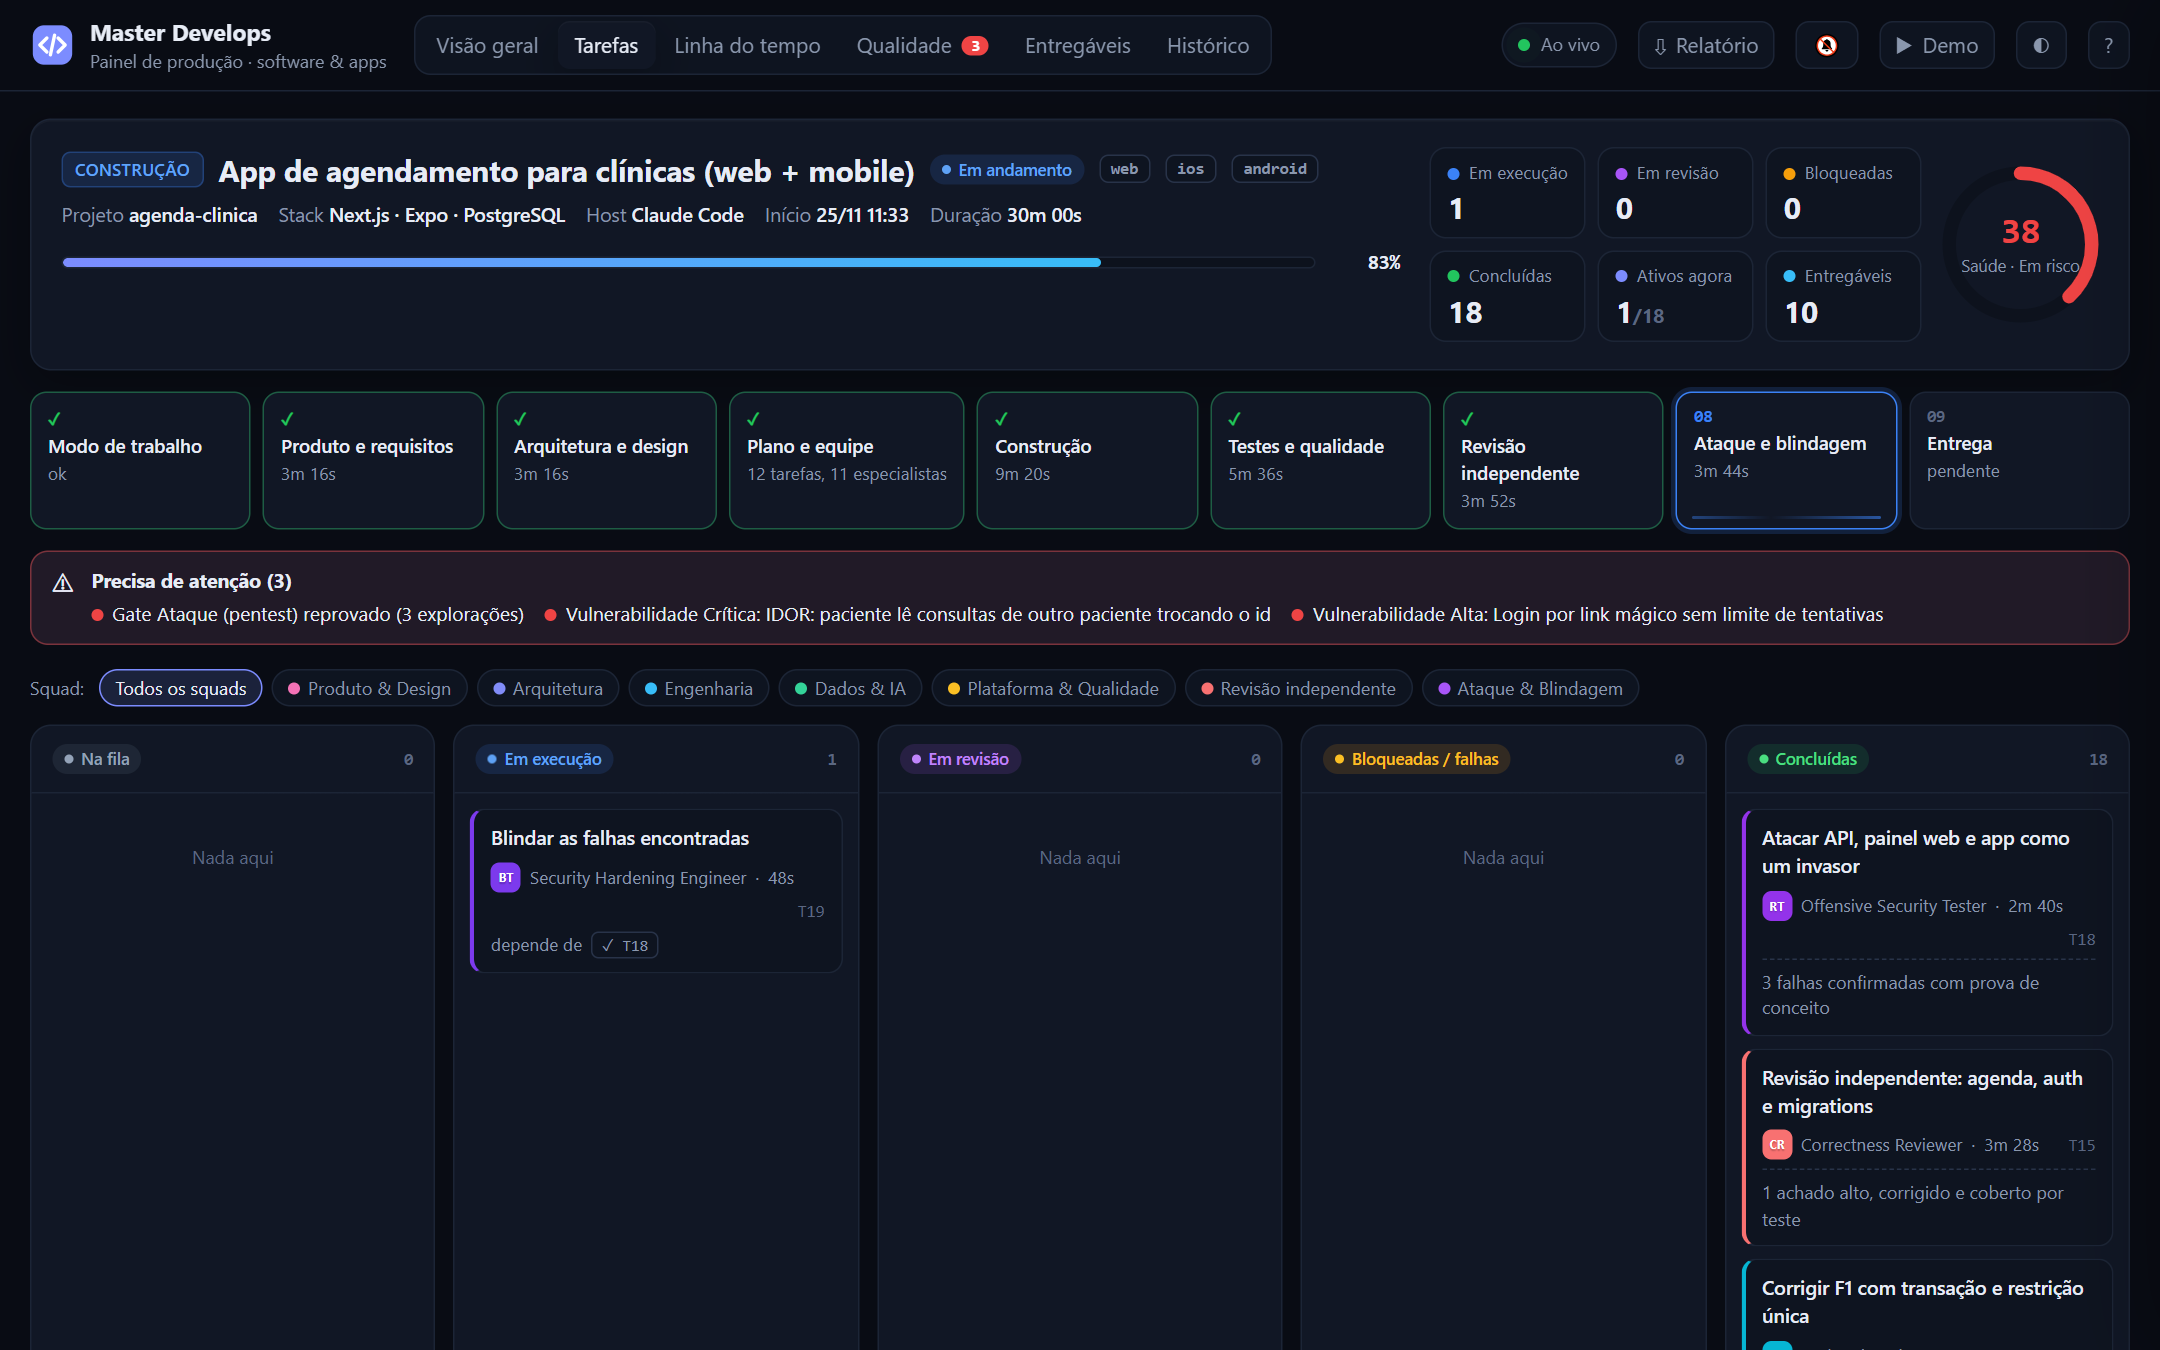 Master Develops
Painel de produção · software & apps
Visão geral
Tarefas
Linha do tempo
Qualidade 3
Entregáveis
Histórico
Ao vivo
⇩ Relatório
▶ Demo
?
CONSTRUÇÃO
App de agendamento para clínicas (web + mobile)
Em andamento
web
ios
android
Projeto agenda-clinica Stack Next.js · Expo · PostgreSQL Host Claude Code Início 25/11 11:33 Duração 30m 00s
83%
Em execução
1
Em revisão
0
Bloqueadas
0
Concluídas
18
Ativos agora
1/18
Entregáveis
10
38
Saúde · Em risco
✓
Modo de trabalho
ok
✓
Produto e requisitos
3m 16s
✓
Arquitetura e design
3m 16s
✓
Plano e equipe
12 tarefas, 11 especialistas
✓
Construção
9m 20s
✓
Testes e qualidade
5m 36s
✓
Revisão
independente
3m 52s
08
Ataque e blindagem
3m 44s
09
Entrega
pendente
⚠ Precisa de atenção (3)
Gate Ataque (pentest) reprovado (3 explorações)
Vulnerabilidade Crítica: IDOR: paciente lê consultas de outro paciente trocando o id
Vulnerabilidade Alta: Login por link mágico sem limite de tentativas
Squad:
Todos os squads
Produto & Design
Arquitetura
Engenharia
Dados & IA
Plataforma & Qualidade
Revisão independente
Ataque & Blindagem
Na fila 0
Nada aqui
Em execução 1
Blindar as falhas encontradas
BT Security Hardening Engineer · 48s
T19
depende de ✓ T18
Em revisão 0
Nada aqui
Bloqueadas / falhas 0
Nada aqui
Concluídas 18
Atacar API, painel web e app como
um invasor
RT Offensive Security Tester · 2m 40s
T18
3 falhas confirmadas com prova de
conceito
Revisão independente: agenda, auth
e migrations
CR Correctness Reviewer · 3m 28s T15
1 achado alto, corrigido e coberto por
teste
Corrigir F1 com transação e restrição
única